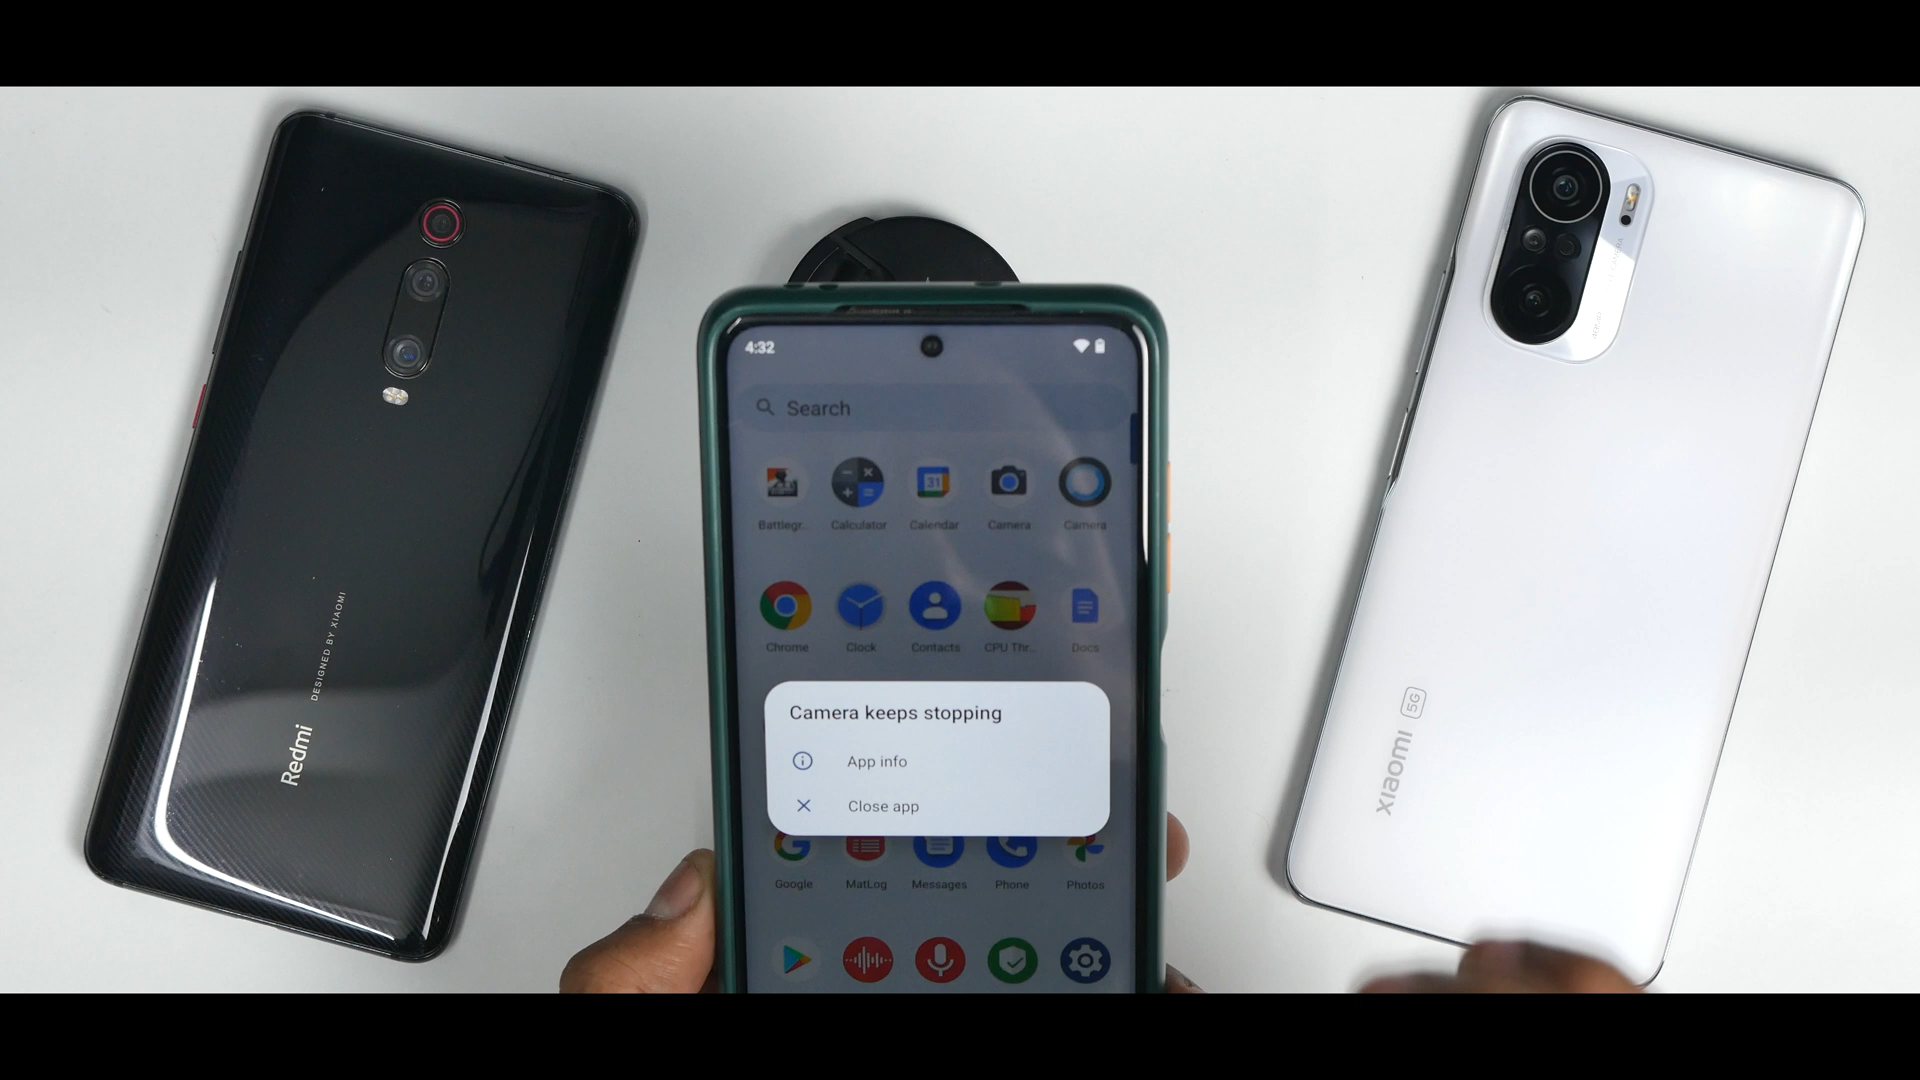 Redmi
DESIGNED BY XIAOMI
4:32
Search
31
Battlegr...
Calculator
Calendar
Camera
Camera
Chrome
Clock
Contacts
CPU Thr...
Docs
Camera keeps stopping
App info
Close app
Google
MatLog
Messages
Phone
Photos
XIAOMI
5G